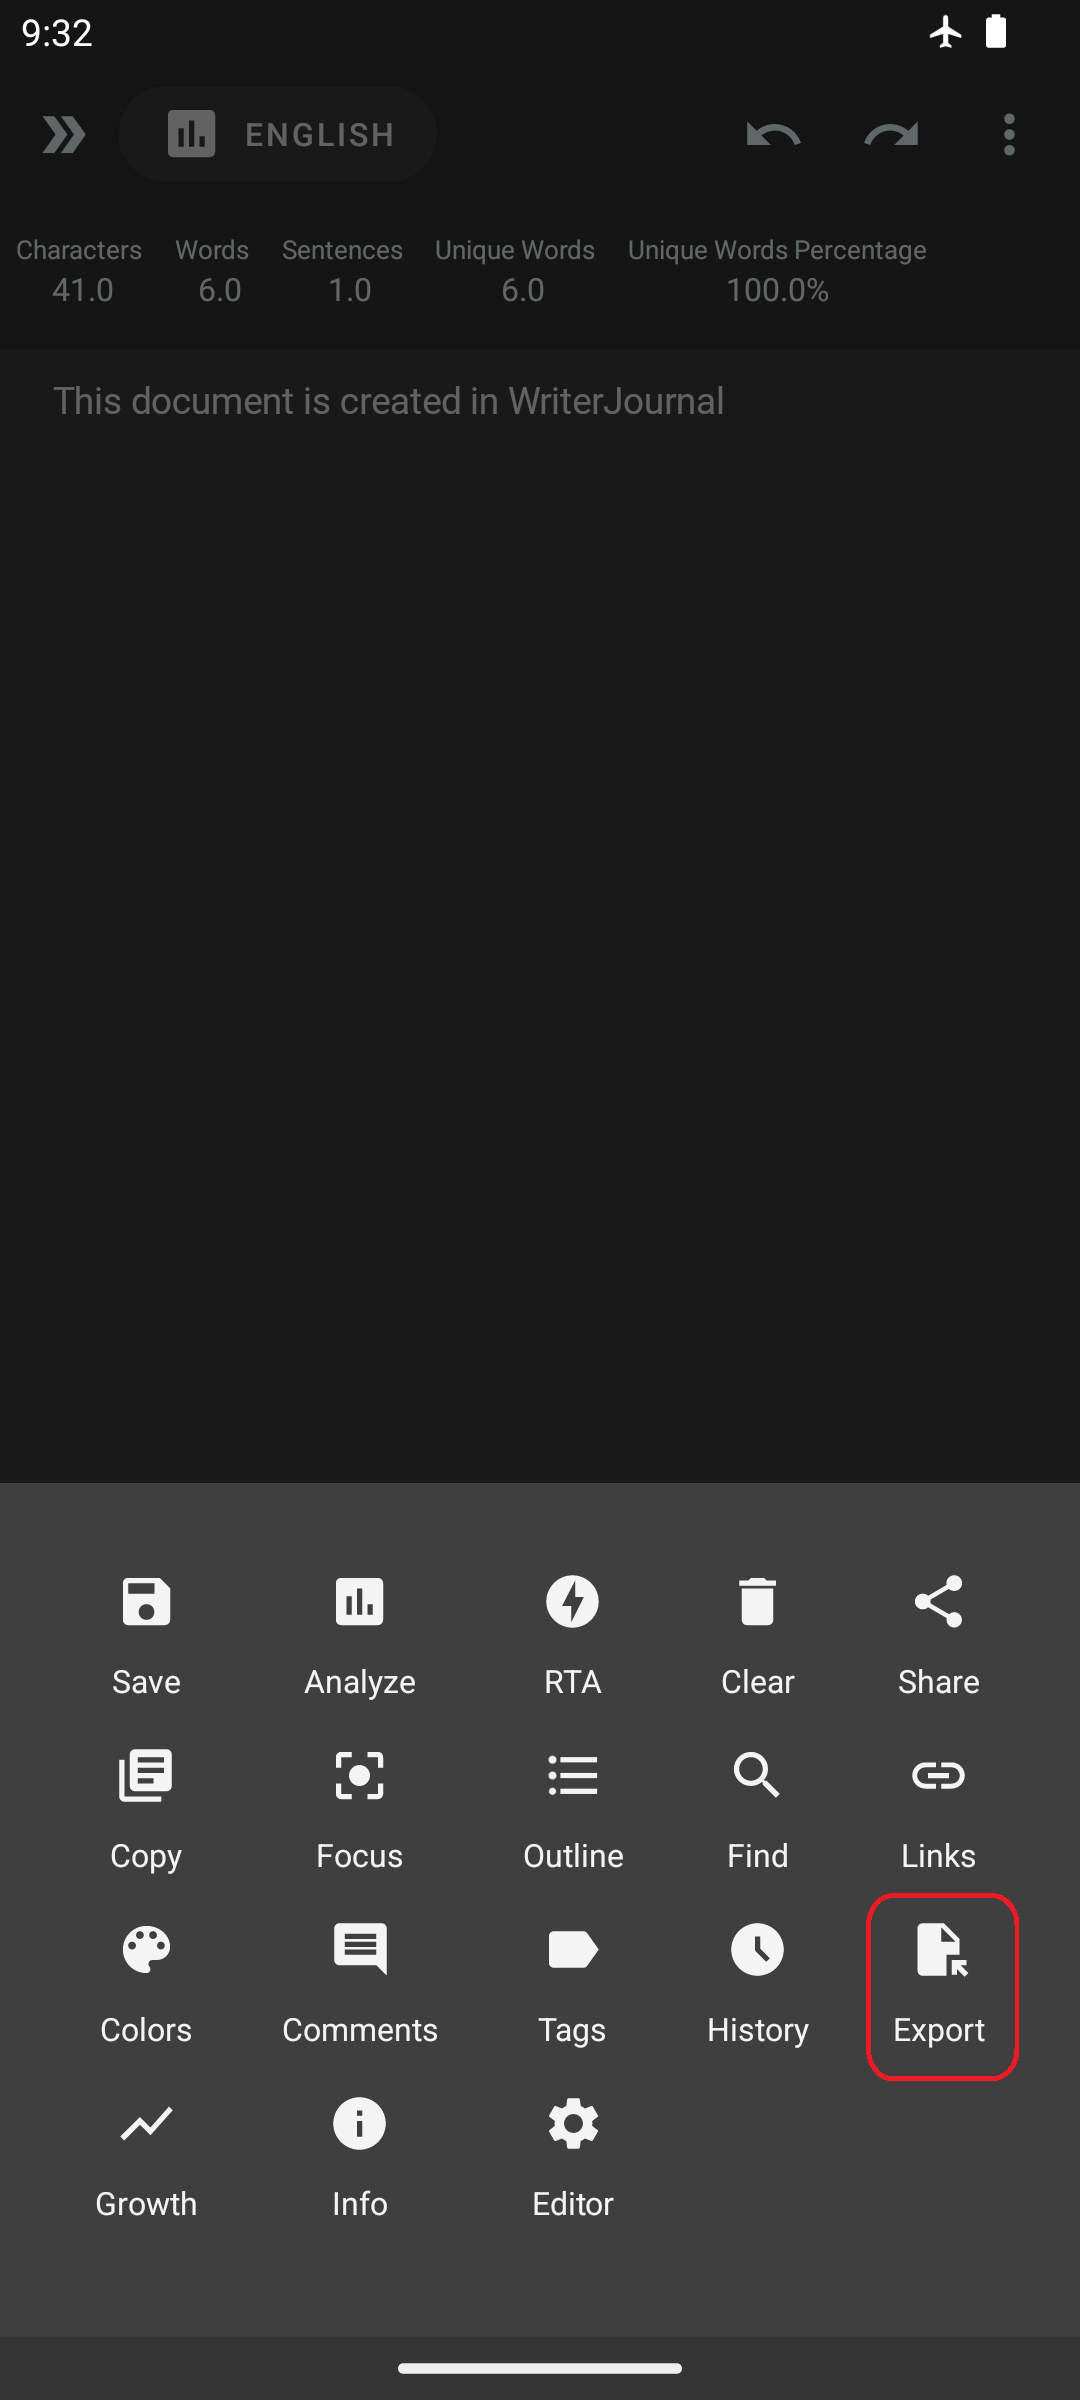 9:32
ENGLISH
Characters Words Sentences Unique Words Unique Words Percentage
41.0 6.0 1.0 6.0 100.0%
This document is created in WriterJournal
Save Analyze RTA Clear Share
Copy Focus Outline Find Links
Colors Comments Tags History Export
Growth Info Editor